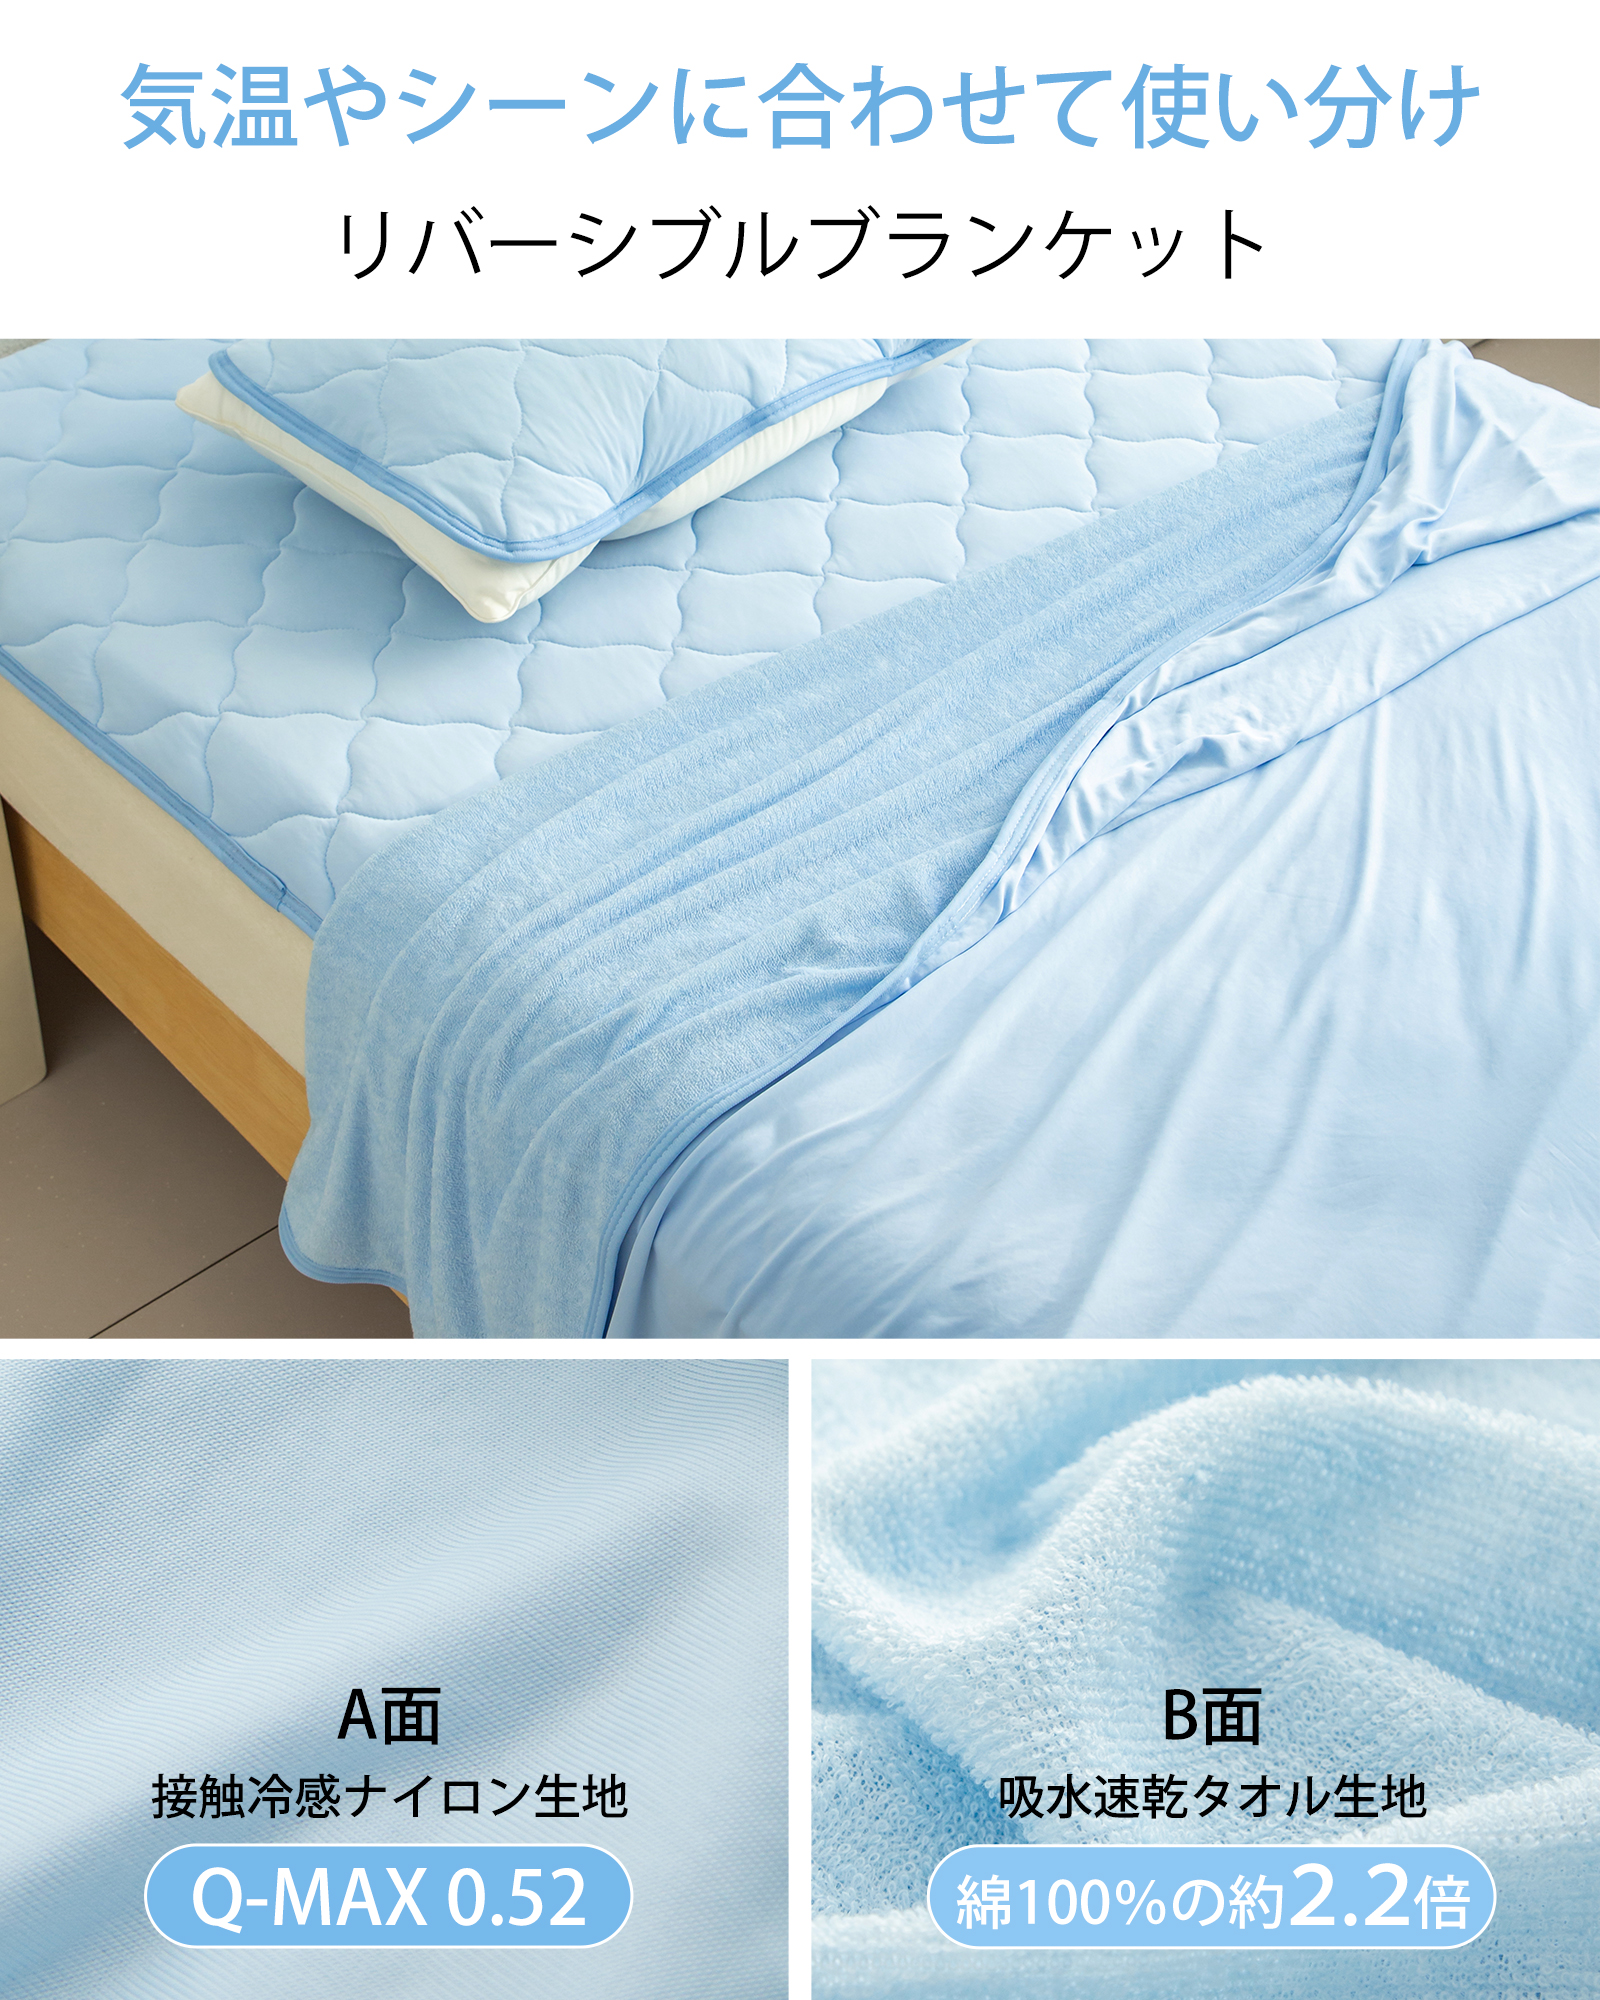 気温やシーンに合わせて使い分け
リバーシブルブランケット
A面
接触冷感ナイロン生地
Q-MAX 0.52
B面
吸水速乾タオル生地
綿100%の約2.2倍